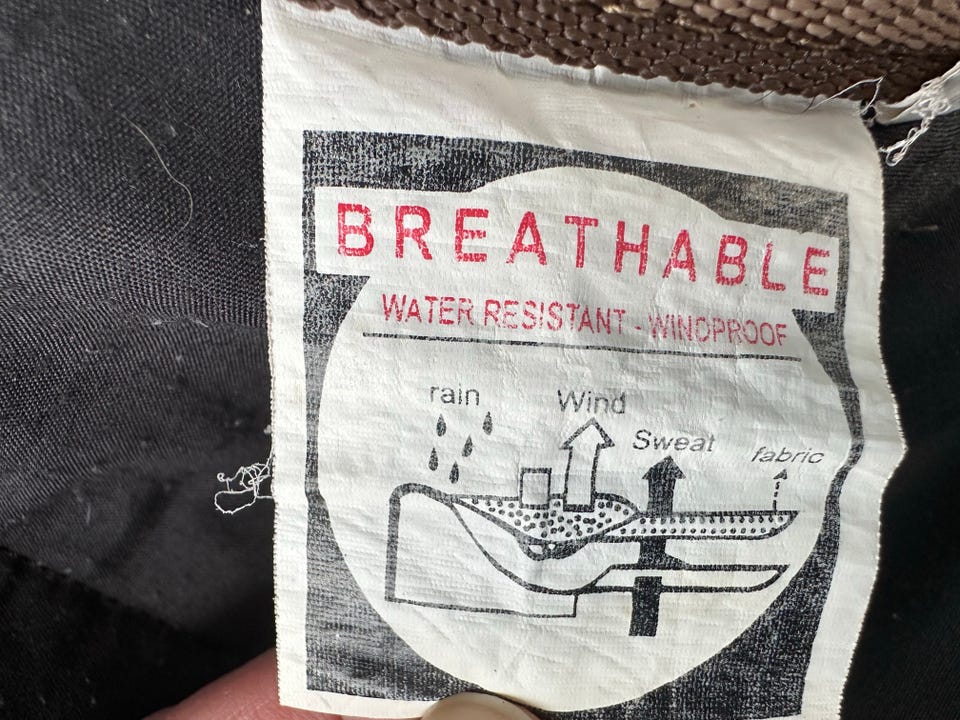 BREATHABLE
WATER RESISTANT - WINDPROOF
rain
Wind
Sweat
fabric